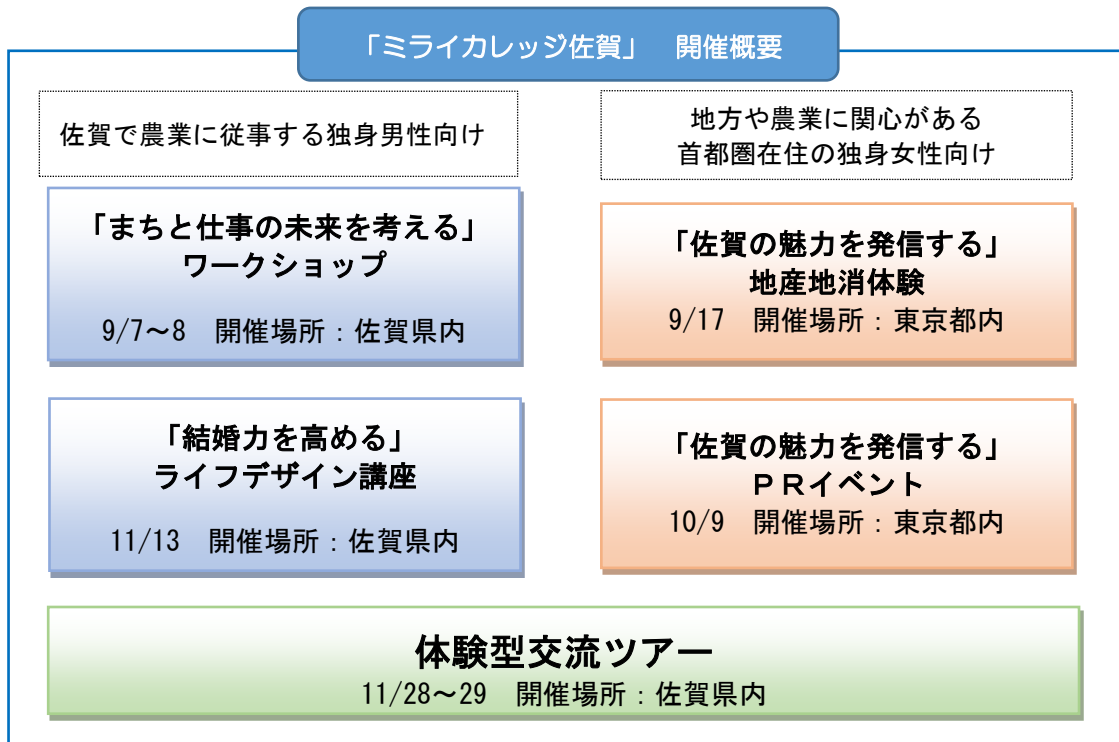 「ミライカレッジ佐賀」　開催概要
佐賀で農業に従事する独身男性向け
「まちと仕事の未来を考える」
ワークショップ
9/7～8　開催場所：佐賀県内
「結婚力を高める」
ライフデザイン講座
11/13　開催場所：佐賀県内
地方や農業に関心がある
首都圏在住の独身女性向け
「佐賀の魅力を発信する」
地産地消体験
9/17　開催場所：東京都内
「佐賀の魅力を発信する」
ＰＲイベント
10/9　開催場所：東京都内
体験型交流ツアー
11/28～29　開催場所：佐賀県内